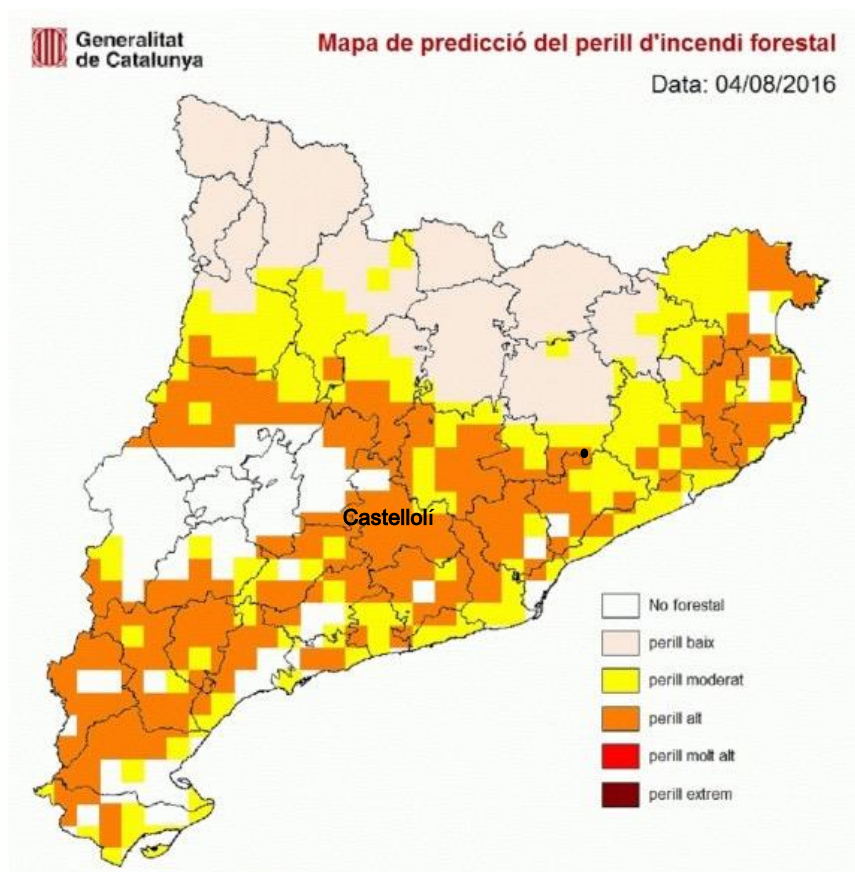 Generalitat
de Catalunya
Mapa de predicció del perill d'incendi forestal
Data: 04/08/2016
Castellolí
No forestal
perill baix
perill moderat
perill alt
perill molt alt
perill extrem